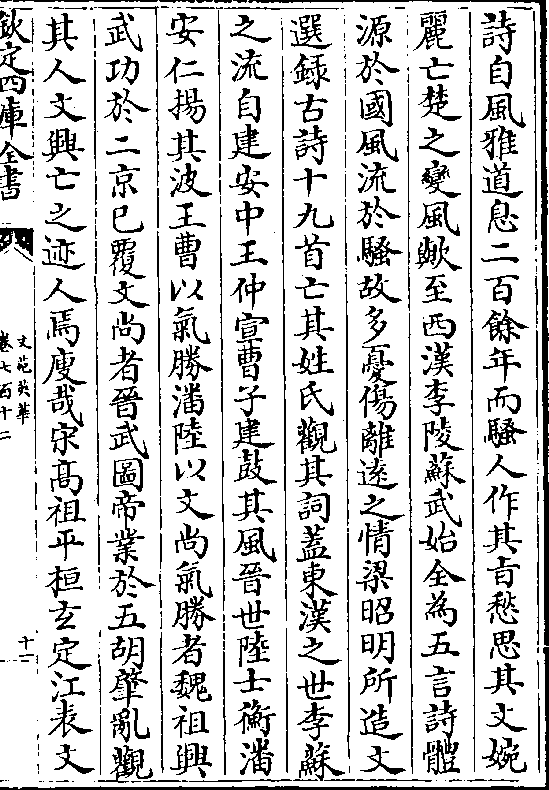 詩自風雅道息二百餘年而騷人作其㫖愁思其文婉
麗亡楚之變風歟至西漢李陵蘇武始全為五言詩體
源於國風流於騷故多憂傷離逺之情梁昭明所造文
選録古詩十九首亡其姓氏觀其詞蓋東漢之世李蘇
之流自建安中王仲宣曹子建鼓其風晉世陸士衡潘
安仁揚其波王曹以氣勝潘陸以文尚氣勝者魏祖興
武功於二京已覆文尚者晉武圖帝業於五胡肇亂觀
其人文興亡之迹人焉廋哉宋髙祖平桓玄定江表文
欽定四庫全書
文苑英華
卷七百十二
十一